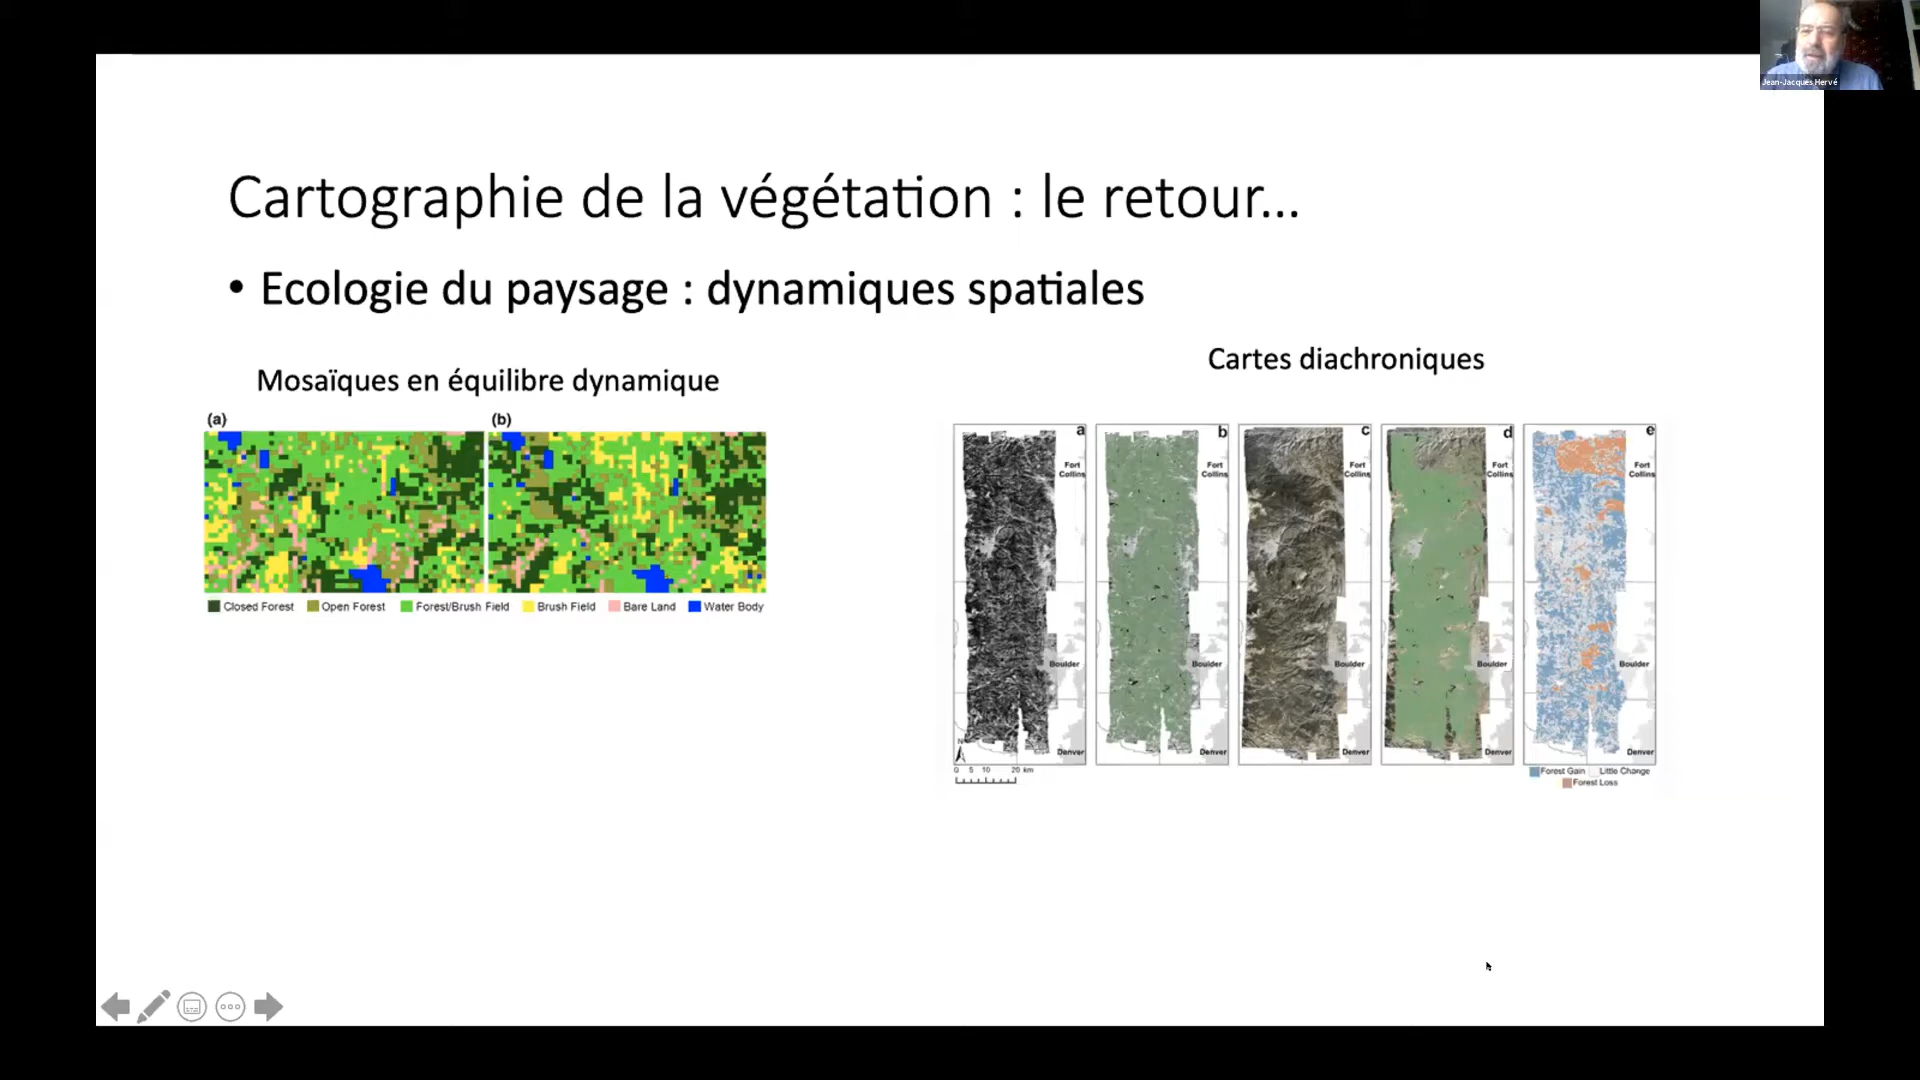 Jean-Jacques Hervé
Cartographie de la végétation : le retour...
• Ecologie du paysage : dynamiques spatiales
Mosaïques en équilibre dynamique
(a) (b)
Closed Forest Open Forest Forest/Brush Field Brush Field Bare Land Water Body
Cartes diachroniques
a b c d e
Fort Collins Fort Collins Fort Collins Fort Collins Fort Collins
Boulder Boulder Boulder Boulder Boulder
N
Denver Denver Denver Denver Denver
0 5 10 20 km
Forest Gain Little Change
Forest Loss